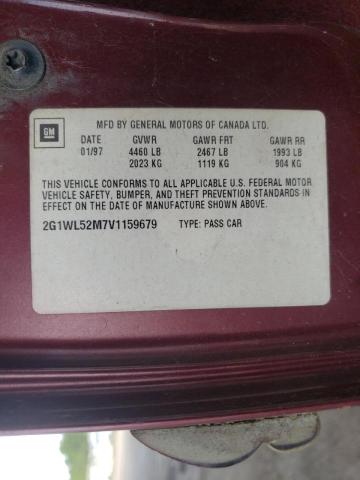 GM
MFD BY GENERAL MOTORS OF CANADA LTD.
DATE GVWR GAWR FRT GAWR RR
01/97 4460 LB 2467 LB 1993 LB
2023 KG 1119 KG 904 KG
THIS VEHICLE CONFORMS TO ALL APPLICABLE U.S. FEDERAL MOTOR
VEHICLE SAFETY, BUMPER, AND THEFT PREVENTION STANDARDS IN
EFFECT ON THE DATE OF MANUFACTURE SHOWN ABOVE.
2G1WL52M7V1159679 TYPE: PASS CAR